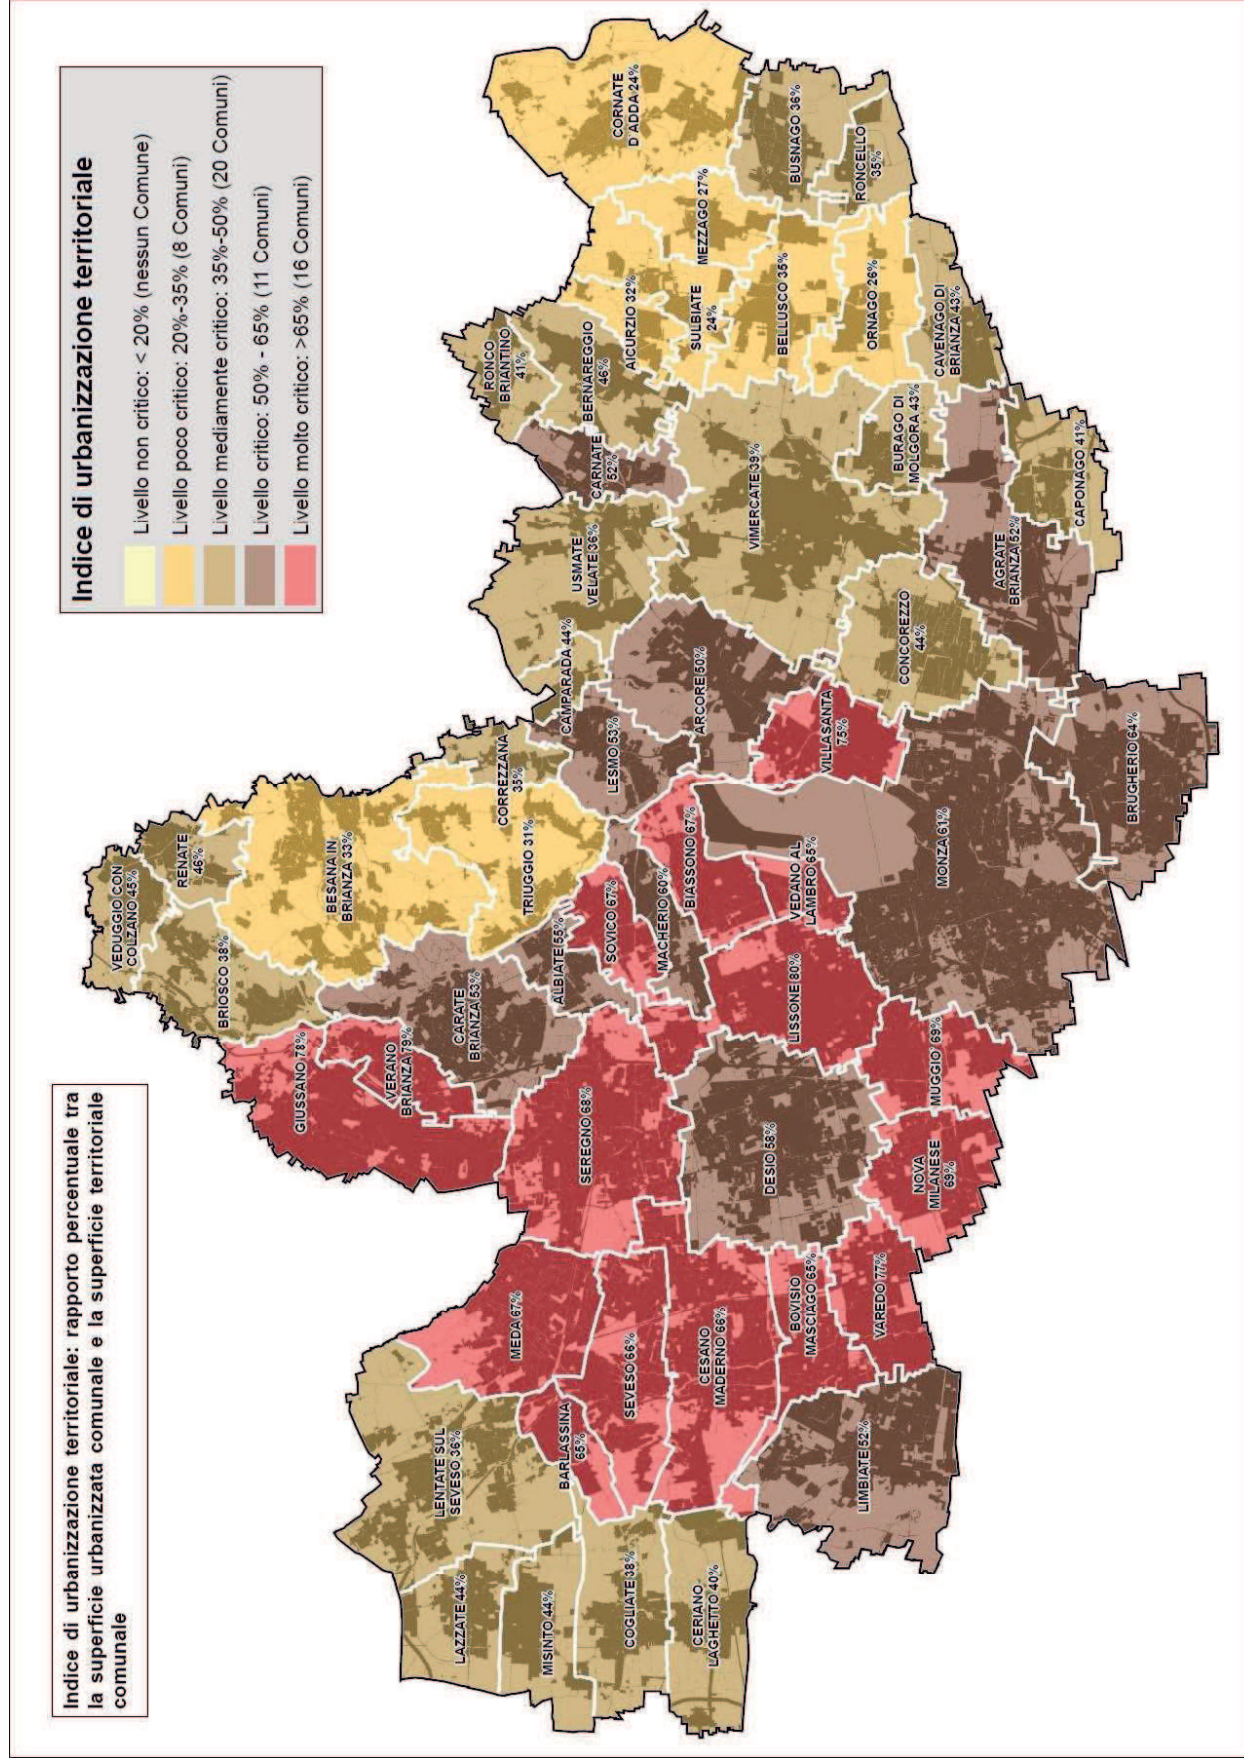 Indice di urbanizzazione territoriale: rapporto percentuale tra
la superficie urbanizzata comunale e la superficie territoriale
comunale
Indice di urbanizzazione territoriale
Livello non critico: < 20% (nessun Comune)
Livello poco critico: 20%-35% (8 Comuni)
Livello mediamente critico: 35%-50% (20 Comuni)
Livello critico: 50% - 65% (11 Comuni)
Livello molto critico: >65% (16 Comuni)
VEDUGGIO CON
COLZANO 45%
RENATE
46%
BRIOSCO 38%
BESANA IN
BRIANZA 33%
GIUSSANO 78%
VERANO
BRIANZA 79%
CARATE
BRIANZA 53%
TRIUGGIO 31%
CORREZZANA
35%
ALBIATE 55%
SOVICO 67%
MACHERIO 60%
BIASSONO 67%
LESMO 53%
CAMPARADA 44%
USMATE
VELATE 36%
CARNATE
52%
RONCO
BRIANTINO
41%
BERNAREGGIO
46%
AICURZIO 32%
SULBIATE
24%
MEZZAGO 27%
CORNATE
D'ADDA 24%
BUSNAGO 36%
RONCELLO
35%
BELLUSCO 35%
ORNAGO 26%
CAVENAGO DI
BRIANZA 43%
VIMERCATE 39%
BURAGO DI
MOLGORA 43%
CAPONAGO 41%
AGRATE
BRIANZA 52%
CONCOREZZO
44%
ARCORE 50%
VILLASANTA
75%
VEDANO AL
LAMBRO 65%
MONZA 61%
BRUGHERIO 64%
LISSONE 80%
MUGGIO' 69%
NOVA
MILANESE
69%
DESIO 58%
SEREGNO 68%
MEDA 67%
SEVESO 66%
CESANO
MADERNO 66%
BOVISIO
MASCIAGO 65%
VAREDO 77%
LIMBIATE 52%
BARLASSINA
65%
LENTATE SUL
SEVESO 36%
LAZZATE 44%
MISINTO 44%
COGLIATE 38%
CERIANO
LAGHETTO 40%